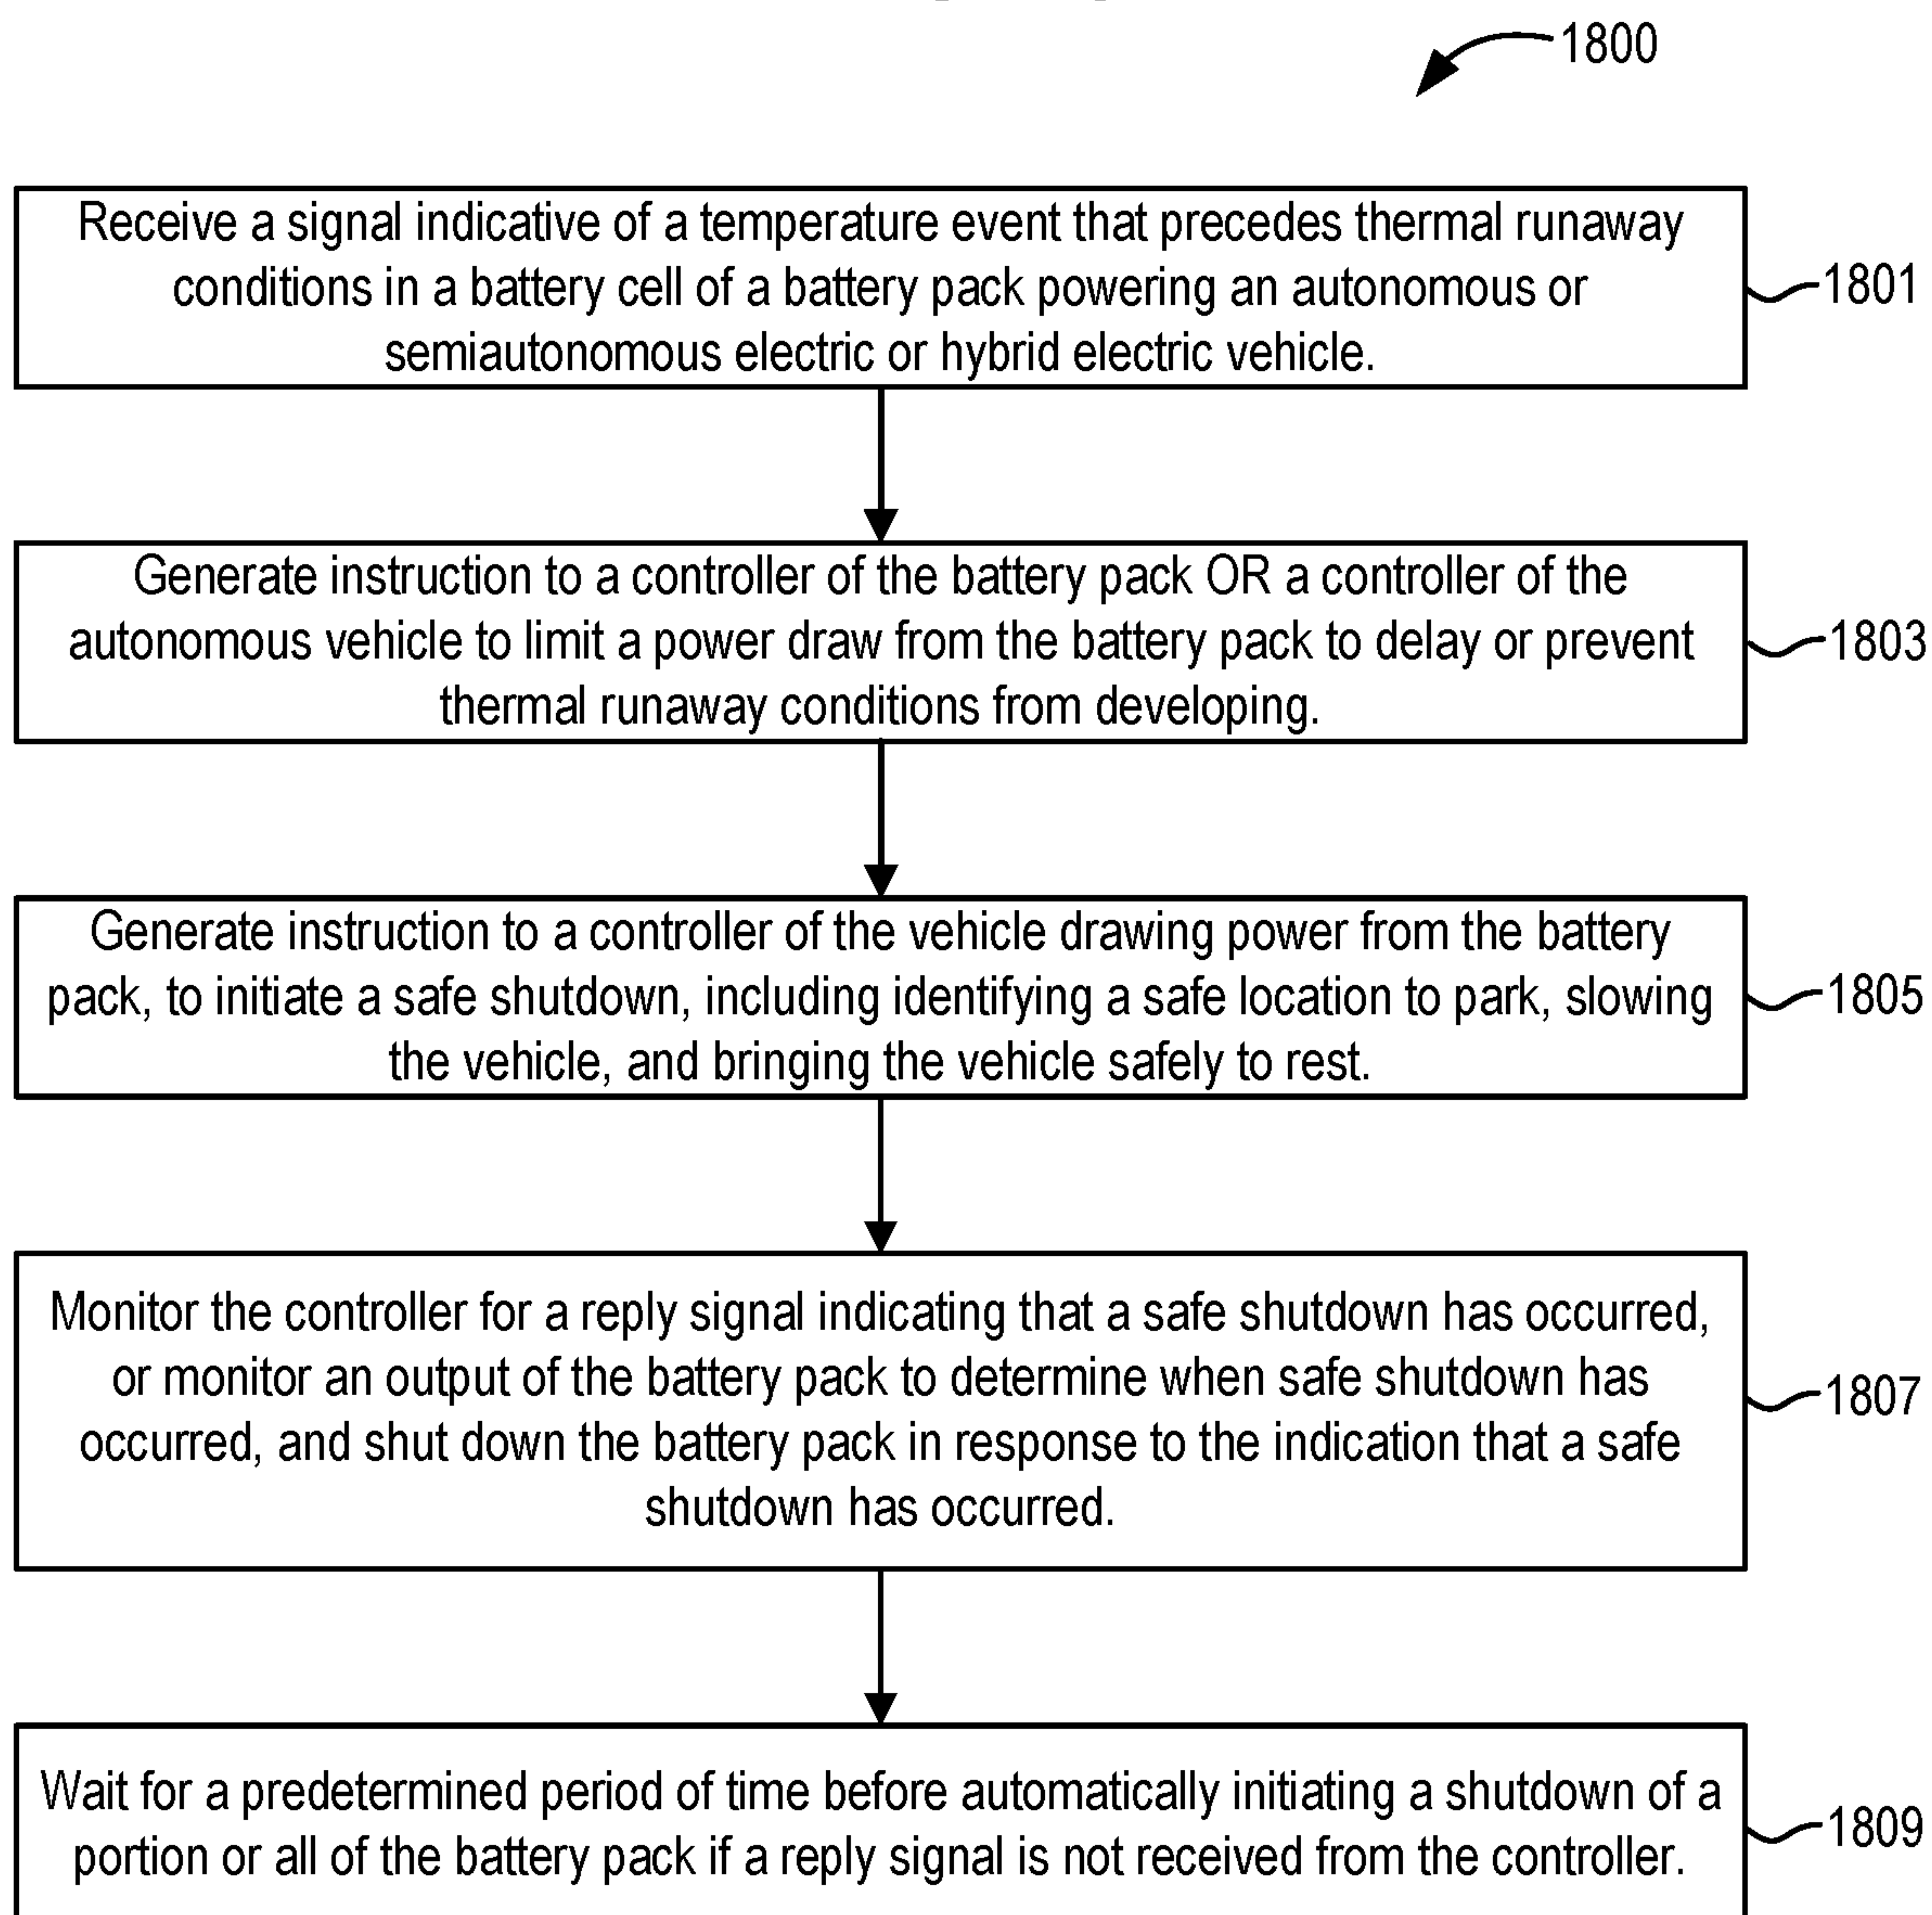 1800
Receive a signal indicative of a temperature event that precedes thermal runaway
conditions in a battery cell of a battery pack powering an autonomous or
semiautonomous electric or hybrid electric vehicle.
1801
Generate instruction to a controller of the battery pack OR a controller of the
autonomous vehicle to limit a power draw from the battery pack to delay or prevent
thermal runaway conditions from developing.
1803
Generate instruction to a controller of the vehicle drawing power from the battery
pack, to initiate a safe shutdown, including identifying a safe location to park, slowing
the vehicle, and bringing the vehicle safely to rest.
1805
Monitor the controller for a reply signal indicating that a safe shutdown has occurred,
or monitor an output of the battery pack to determine when safe shutdown has
occurred, and shut down the battery pack in response to the indication that a safe
shutdown has occurred.
1807
Wait for a predetermined period of time before automatically initiating a shutdown of a
portion or all of the battery pack if a reply signal is not received from the controller.
1809